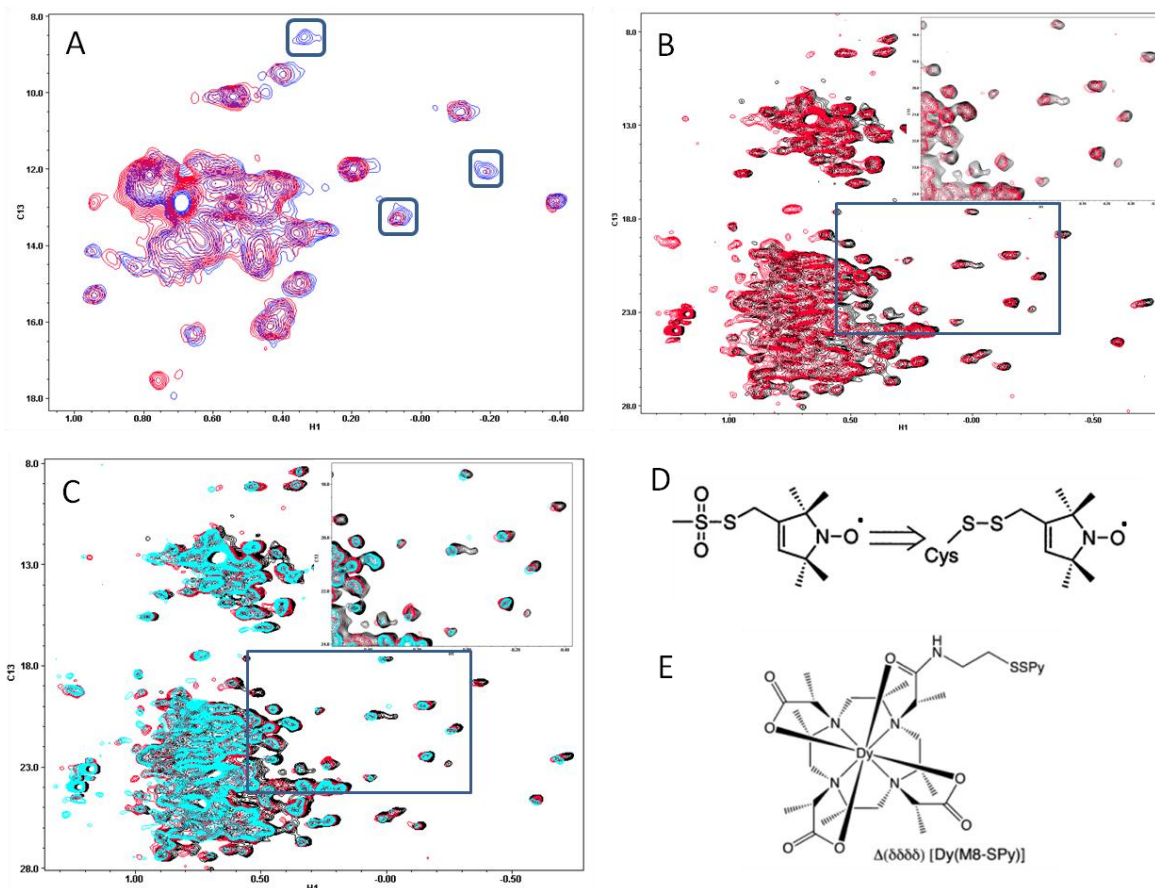 A
8.0
10.0
12.0
14.0
16.0
18.0
C13
1.00
0.80
0.60
0.40
0.20
-0.00
-0.20
-0.40
H1
B
8.0
13.0
18.0
23.0
28.0
C13
1.00
0.50
-0.00
-0.50
H1
C
8.0
13.0
18.0
23.0
28.0
C13
1.00
0.50
-0.00
-0.50
H1
D
O
S
O
S
N
O
Cys
S
S
N
O
E
H
N
SSPy
O
O
O
N
N
Dy
N
N
O
O
O
O
O
Δ(δδδδ) [Dy(M8-SPy)]